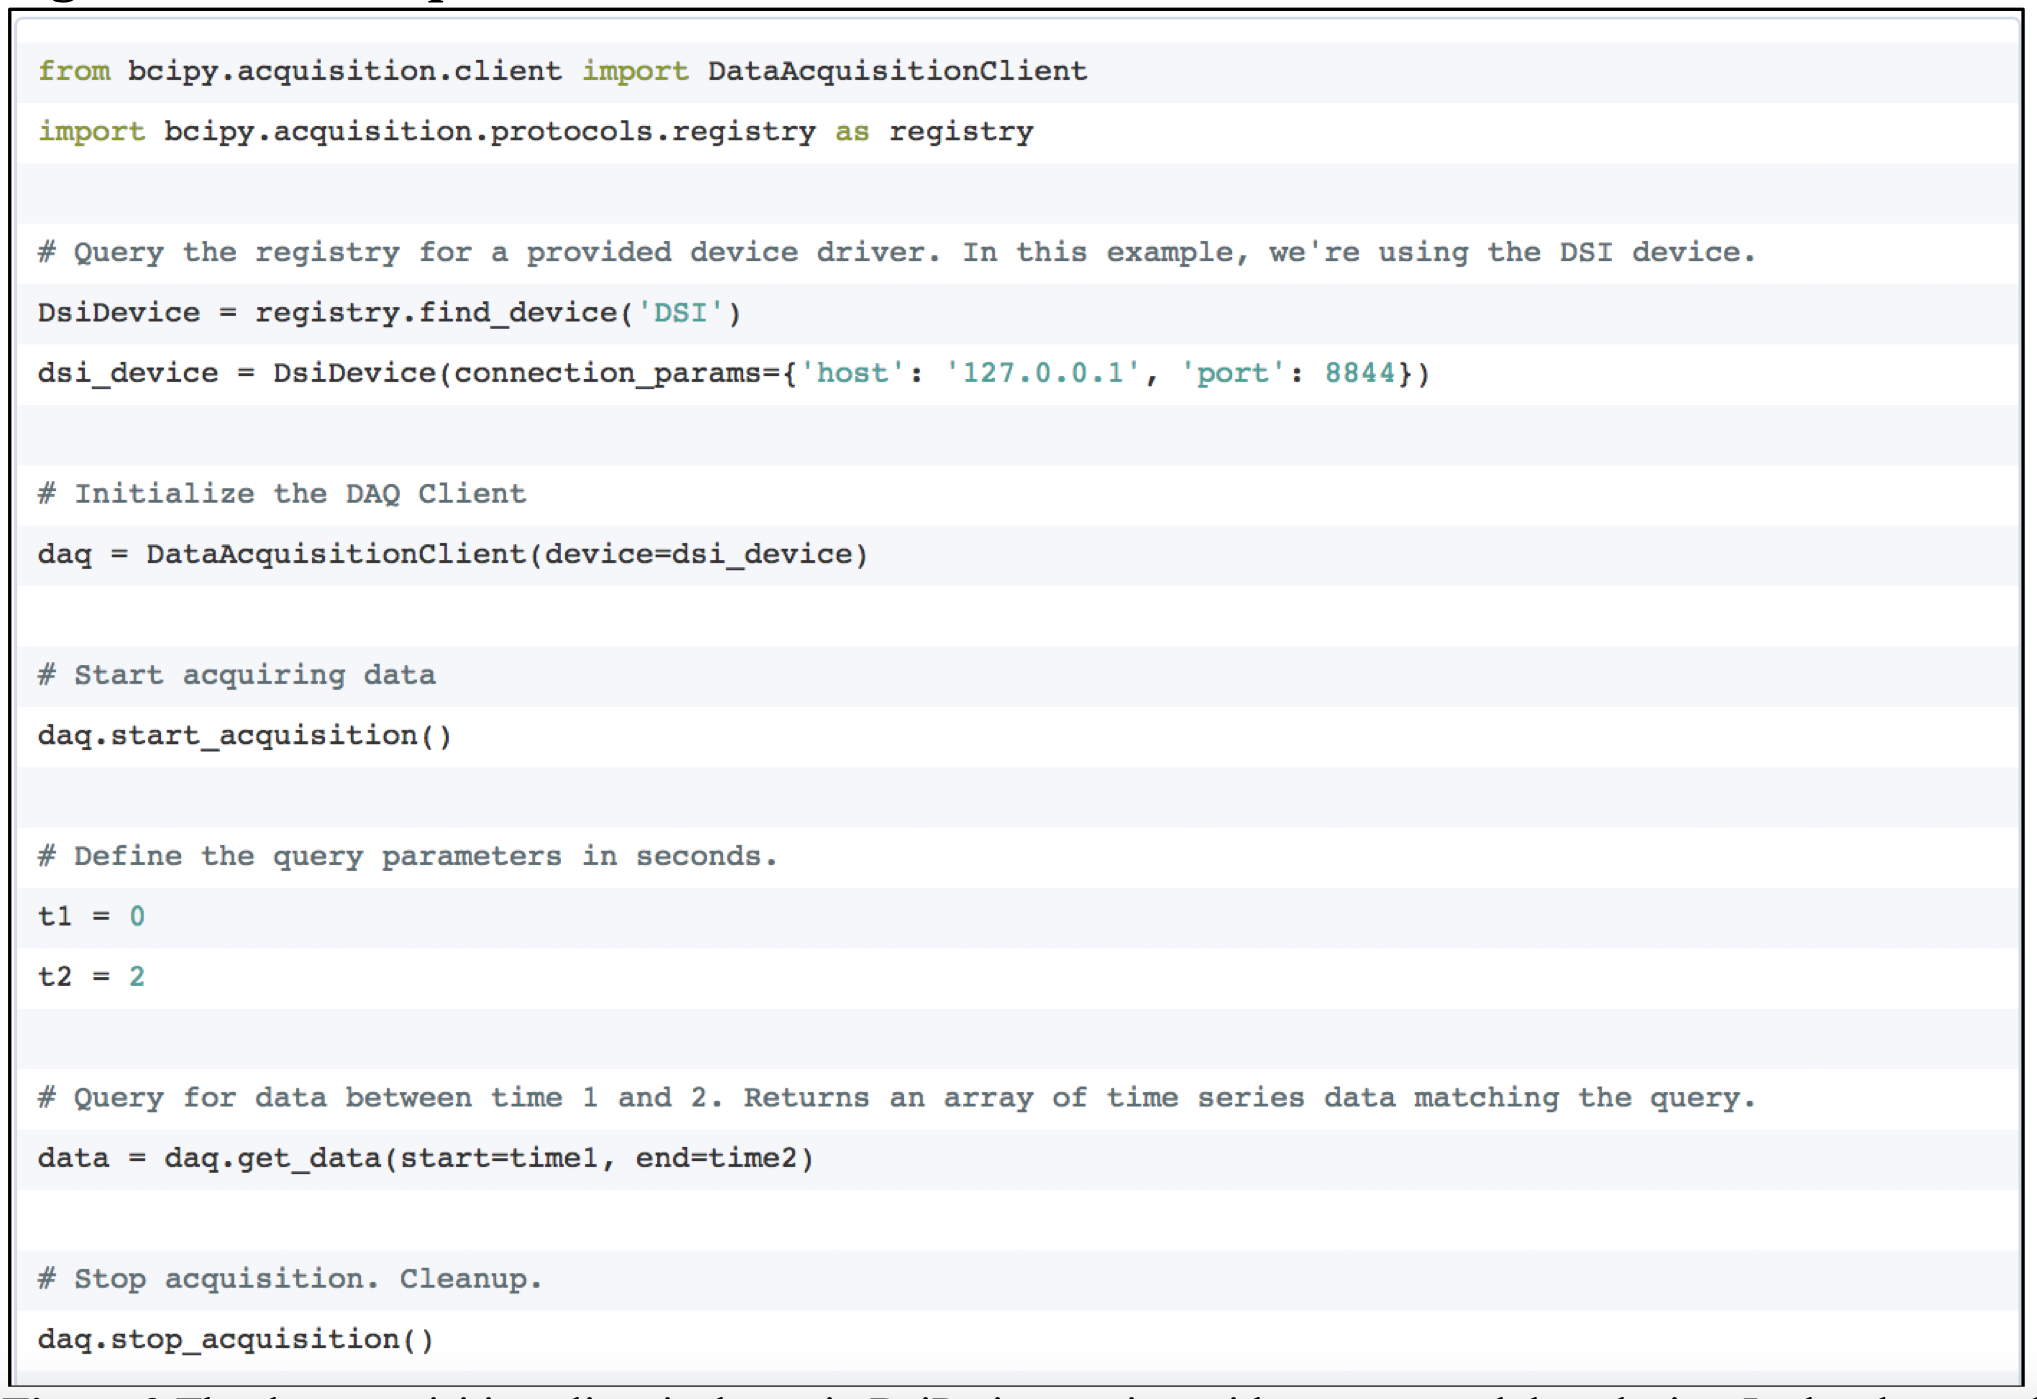 from bcipy.acquisition.client import DataAcquisitionClient
import bcipy.acquisition.protocols.registry as registry
# Query the registry for a provided device driver. In this example, we're using the DSI device.
DsiDevice = registry.find_device('DSI')
dsi_device = DsiDevice(connection_params={'host': '127.0.0.1', 'port': 8844})
# Initialize the DAQ Client
daq = DataAcquisitionClient(device=dsi_device)
# Start acquiring data
daq.start_acquisition()
# Define the query parameters in seconds.
t1 = 0
t2 = 2
# Query for data between time 1 and 2. Returns an array of time series data matching the query.
data = daq.get_data(start=time1, end=time2)
# Stop acquisition. Cleanup.
daq.stop_acquisition()